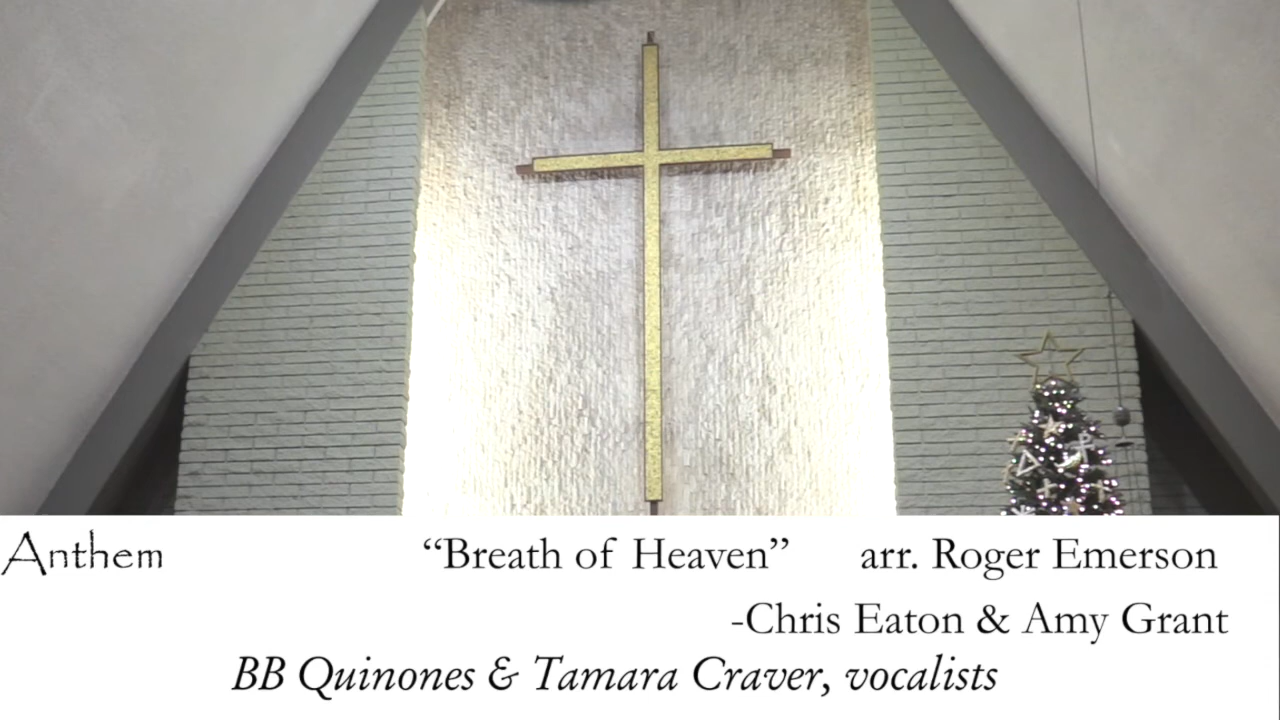 Anthem “Breath of Heaven” arr. Roger Emerson
-Chris Eaton & Amy Grant
BB Quinones & Tamara Craver, vocalists